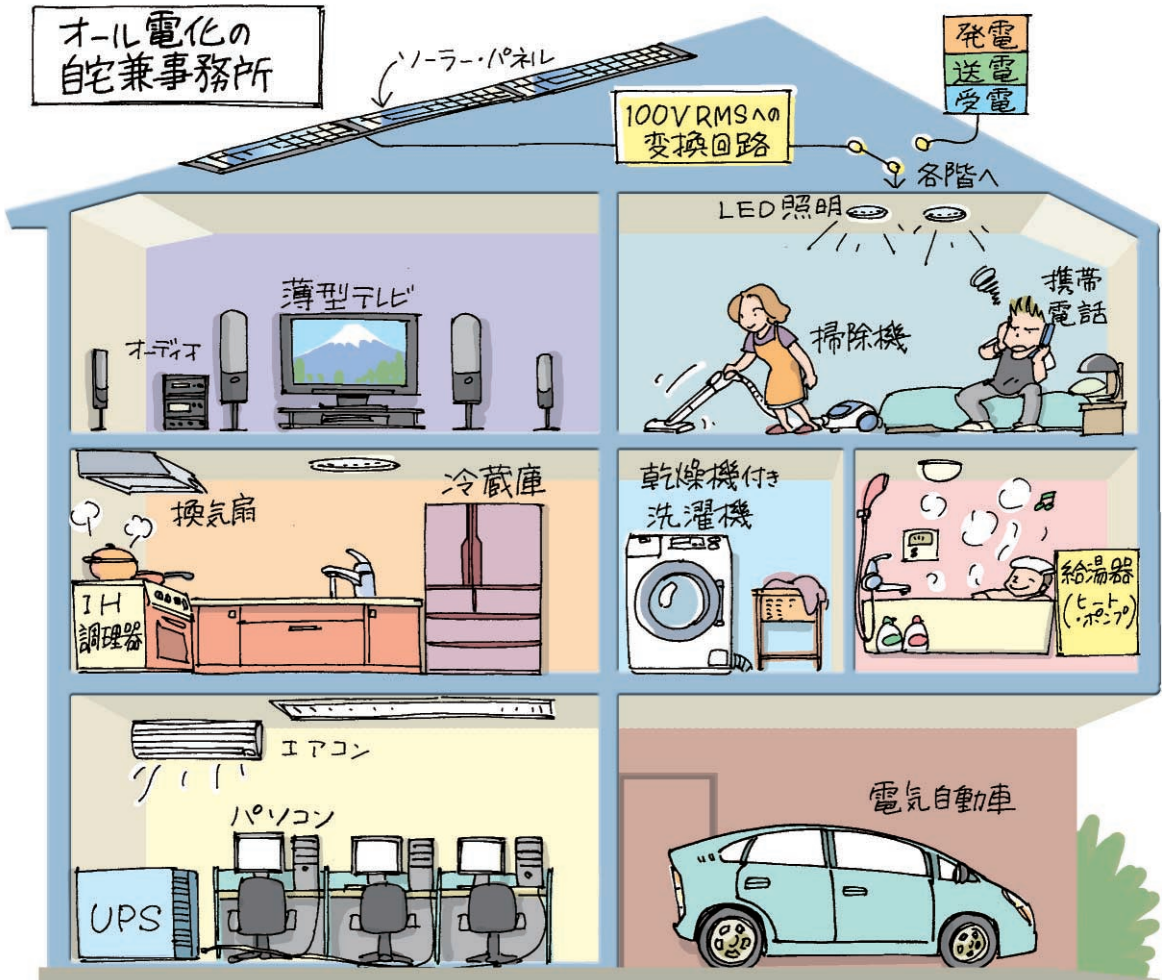 オール電化の
自宅兼事務所
ソーラー・パネル
100V RMSへの
変換回路
発電
送電
受電
各階へ
LED照明
薄型テレビ
オーディオ
掃除機
携帯
電話
換気扇
冷蔵庫
IH
調理器
乾燥機付き
洗濯機
給湯器
(ヒート
・ポンプ)
エアコン
パソコン
UPS
電気自動車